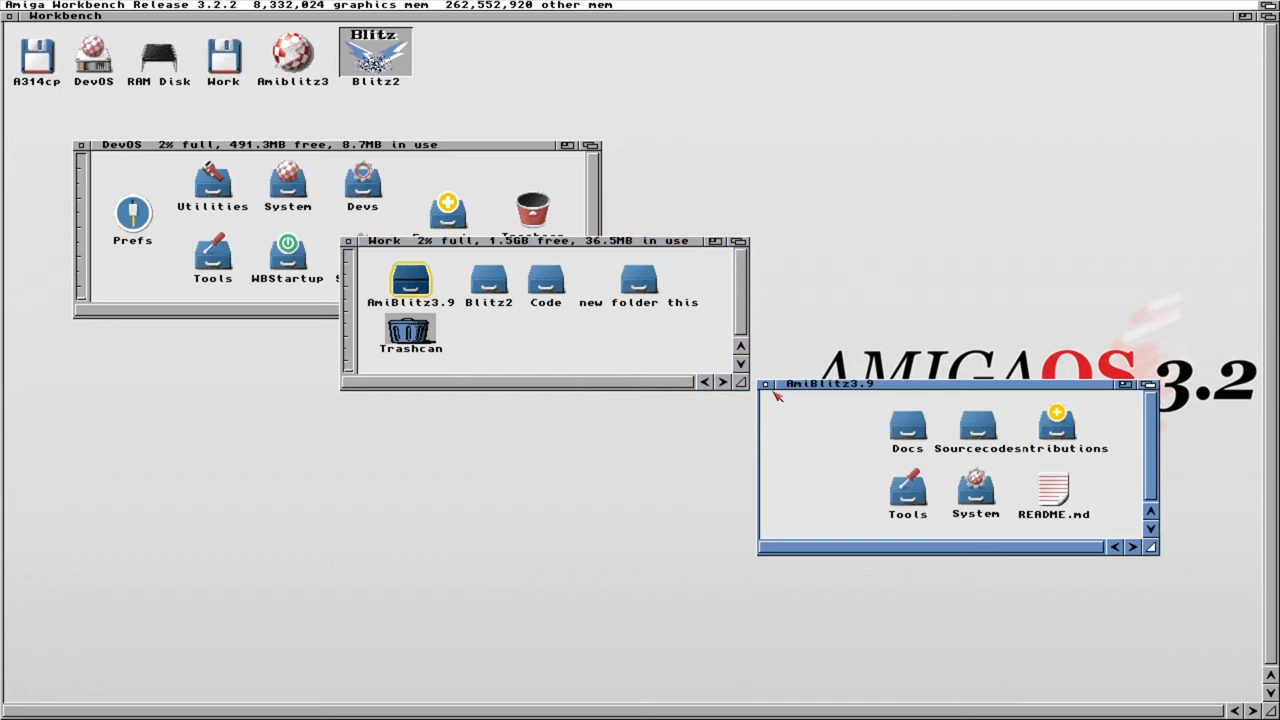 Amiga Workbench Release 3.2.2 8,332,024 graphics mem 262,552,920 other mem
Workbench
Blitz
A314cp DevOS RAM Disk Work Amiblitz3 Blitz2
DevOS 2% full, 491.3MB free, 8.7MB in use
Utilities System Devs
Prefs
Tools WBStartup S
Work 2% full, 1.5GB free, 36.5MB in use
AmiBlitz3.9 Blitz2 Code new folder this
Trashcan
AMIGAOS 3.2
AmiBlitz3.9
Docs Sourcecodes ntributions
Tools System README.md